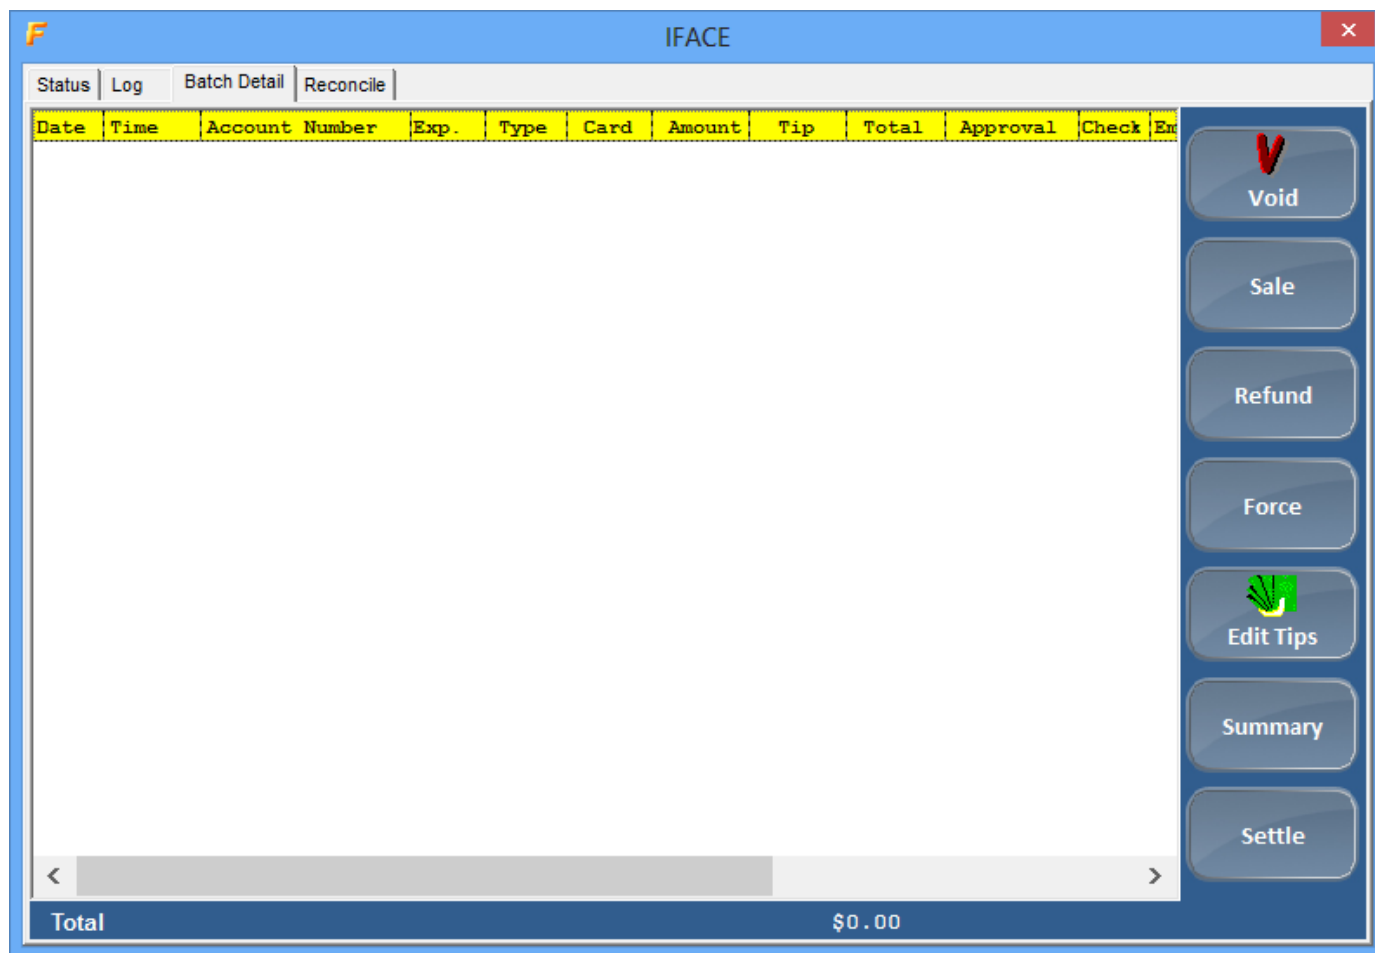 IFACE
Status Log Batch Detail Reconcile
Date Time Account Number Exp. Type Card Amount Tip Total Approval Check Em
Void
Sale
Refund
Force
Edit Tips
Summary
Settle
Total $0.00